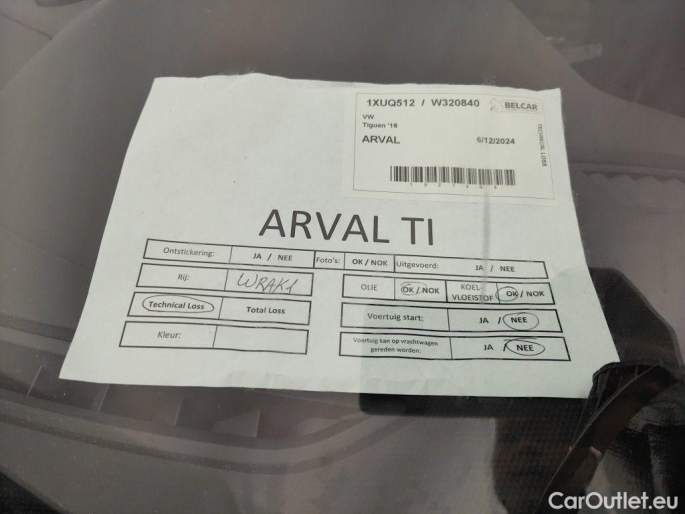 1XUQ512 / W320840 BELCAR
VW
Tiguan '16
ARVAL 6/12/2024
ARVAL TI
Ontstickering: JA / NEE Foto's: OK / NOK Uitgevoerd: JA / NEE
Rij: WRAK1 OLIE OK / NOK KOEL-VLOEISTOF OK / NOK
Technical Loss Total Loss Voertuig start: JA / NEE
Kleur: Voertuig kan op vrachtwagen gereden worden: JA / NEE
CarOutlet.eu